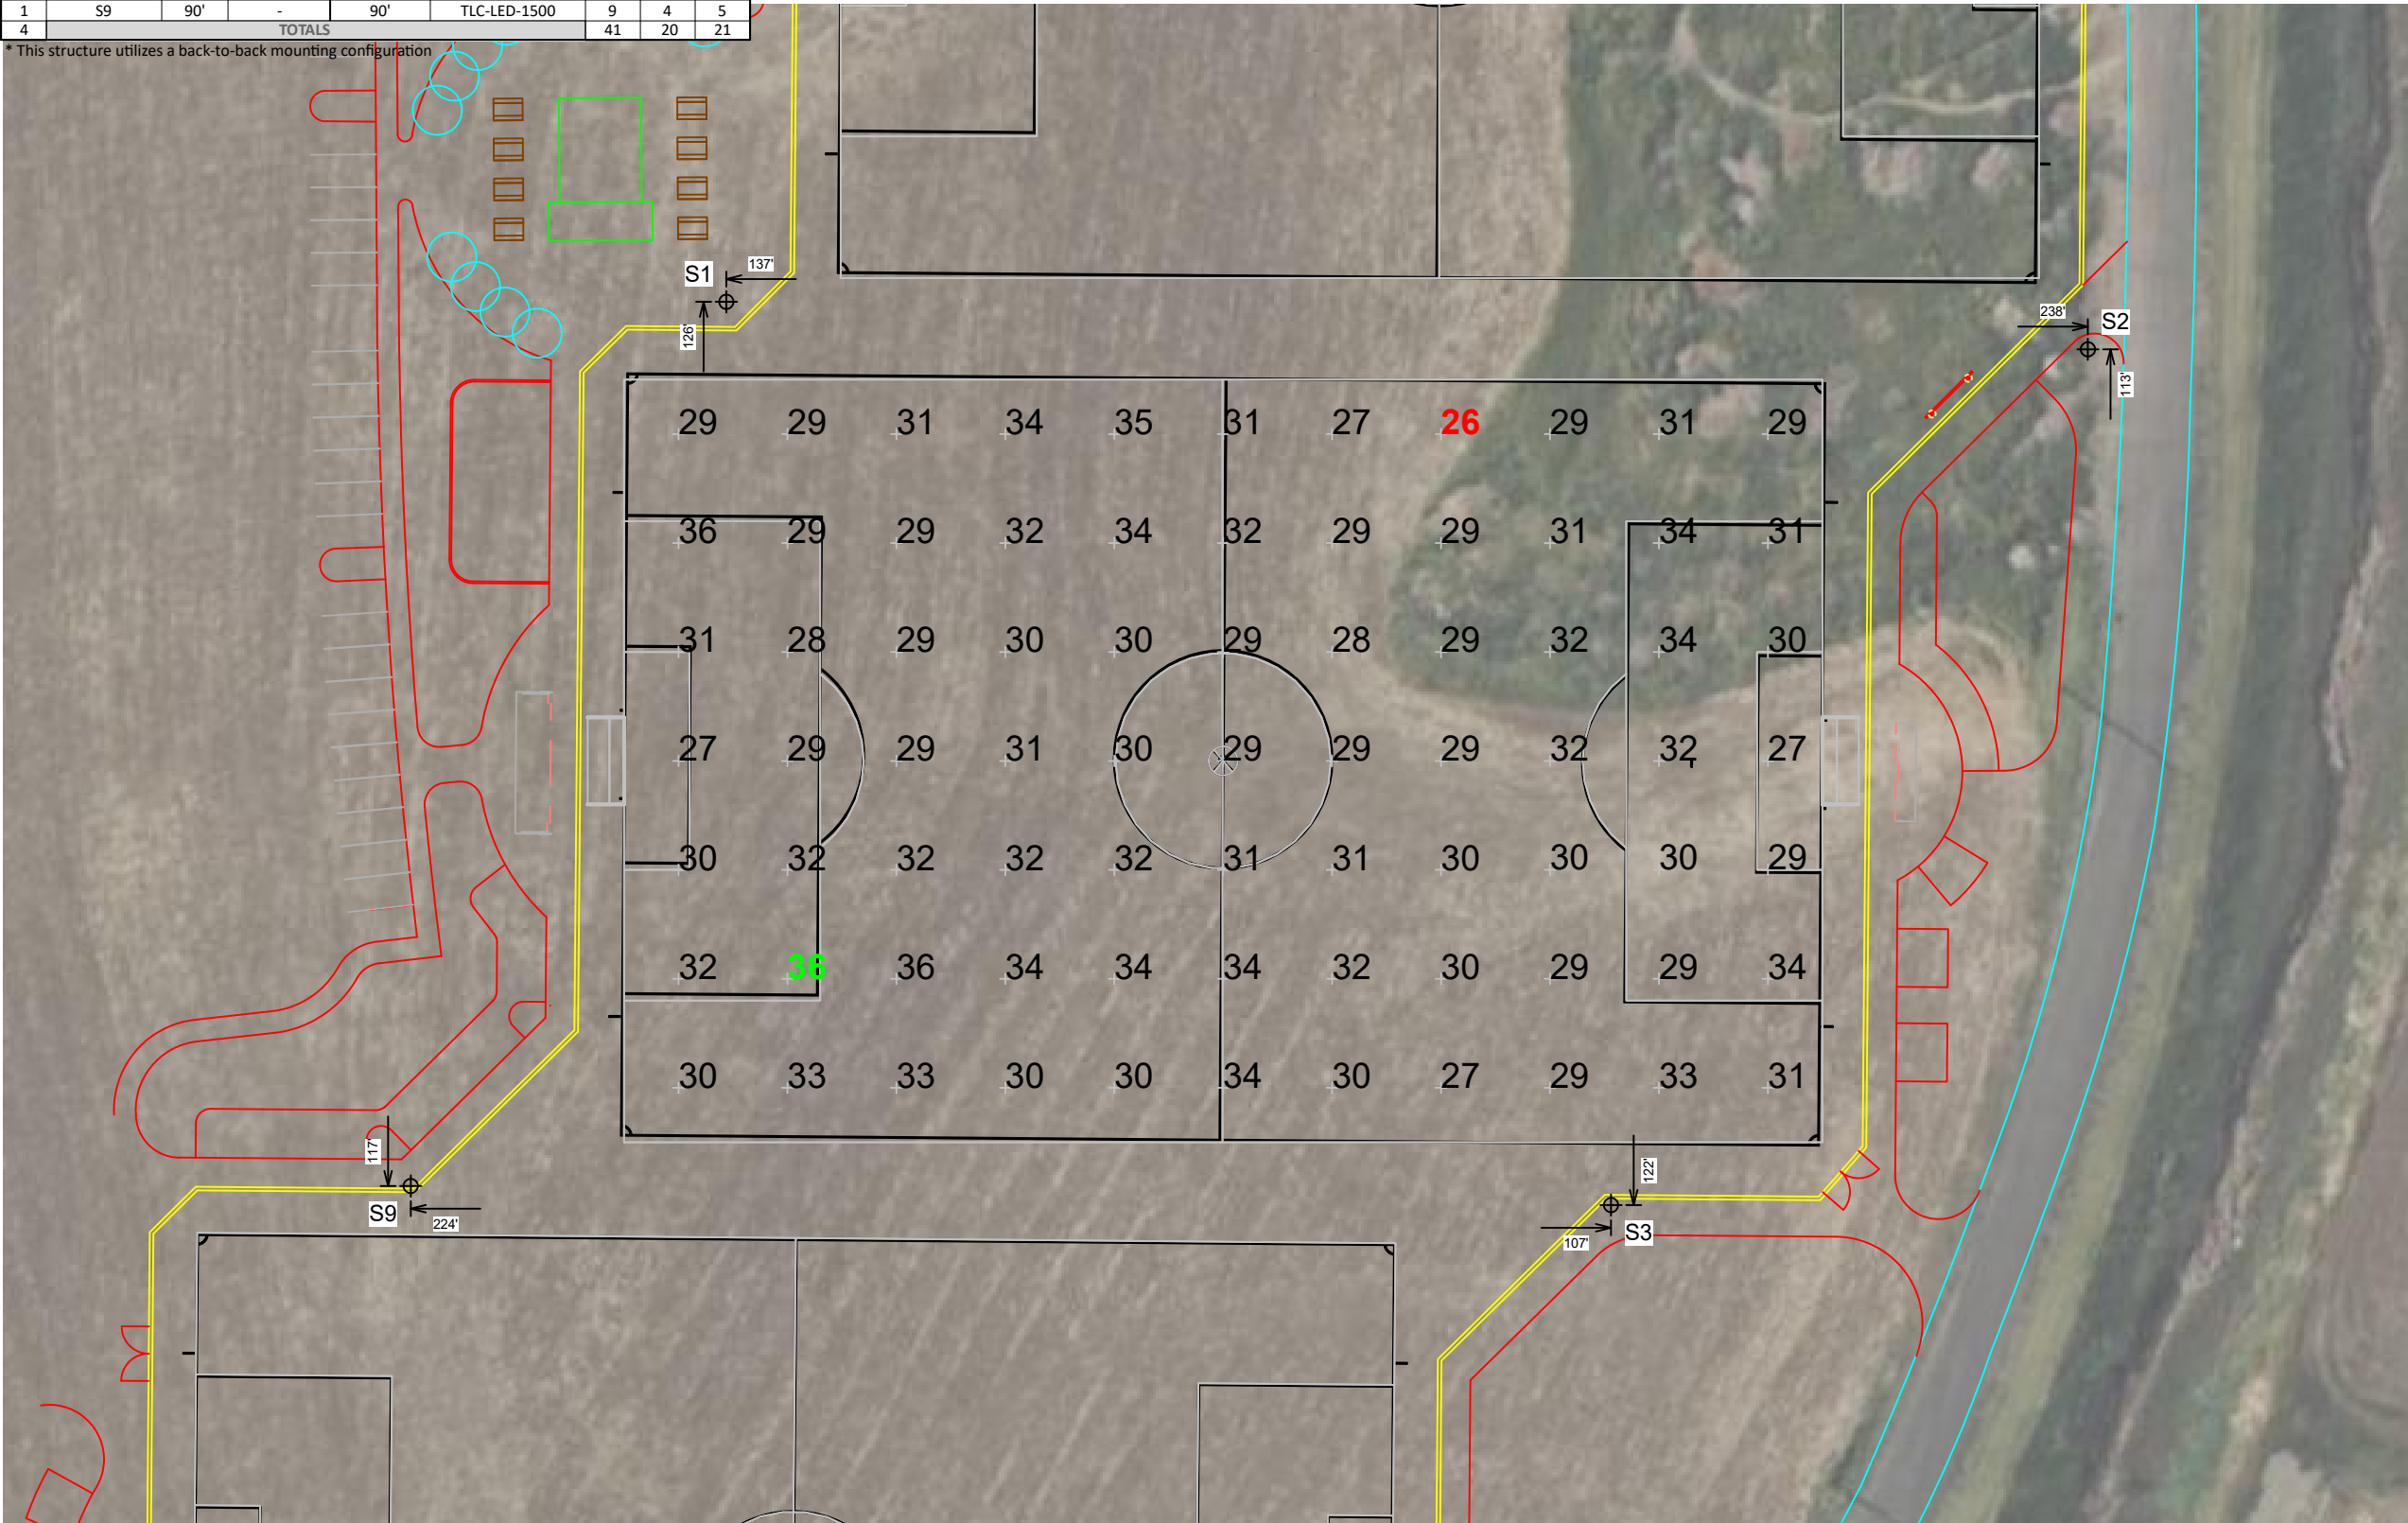 1 S9 90' - 90' TLC-LED-1500 9 4 5
4 TOTALS 41 20 21
* This structure utilizes a back-to-back mounting configuration
S1 137'
126'
238' S2
113'
29 29 31 34 35 31 27 26 29 31 29
36 29 29 32 34 32 29 29 31 34 31
31 28 29 30 30 29 28 29 32 34 30
27 29 29 31 30 29 29 29 32 32 27
30 32 32 32 32 31 31 30 30 30 29
32 36 36 34 34 34 32 30 29 29 34
30 33 33 30 30 34 30 27 29 33 31
117'
S9 224'
122'
107' S3